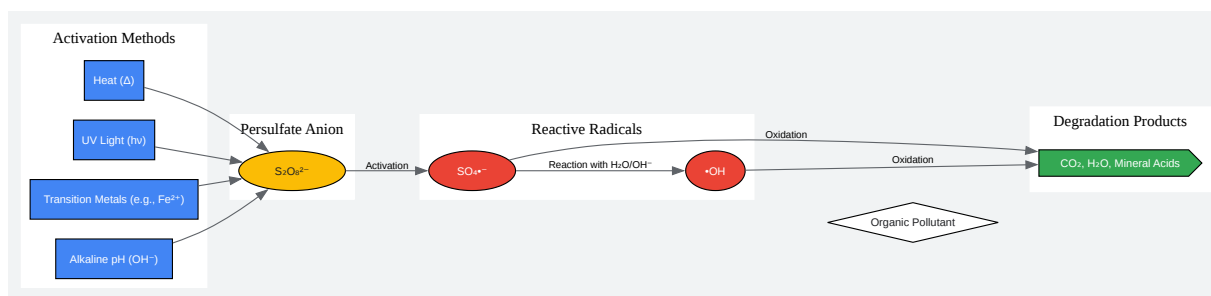 Activation Methods
Heat (Δ)
UV Light (hν)
Transition Metals (e.g., Fe²⁺)
Alkaline pH (OH⁻)
Persulfate Anion
S₂O₈²⁻
Activation
Reactive Radicals
SO₄•⁻
Reaction with H₂O/OH⁻
•OH
Oxidation
Oxidation
Organic Pollutant
Degradation Products
CO₂, H₂O, Mineral Acids